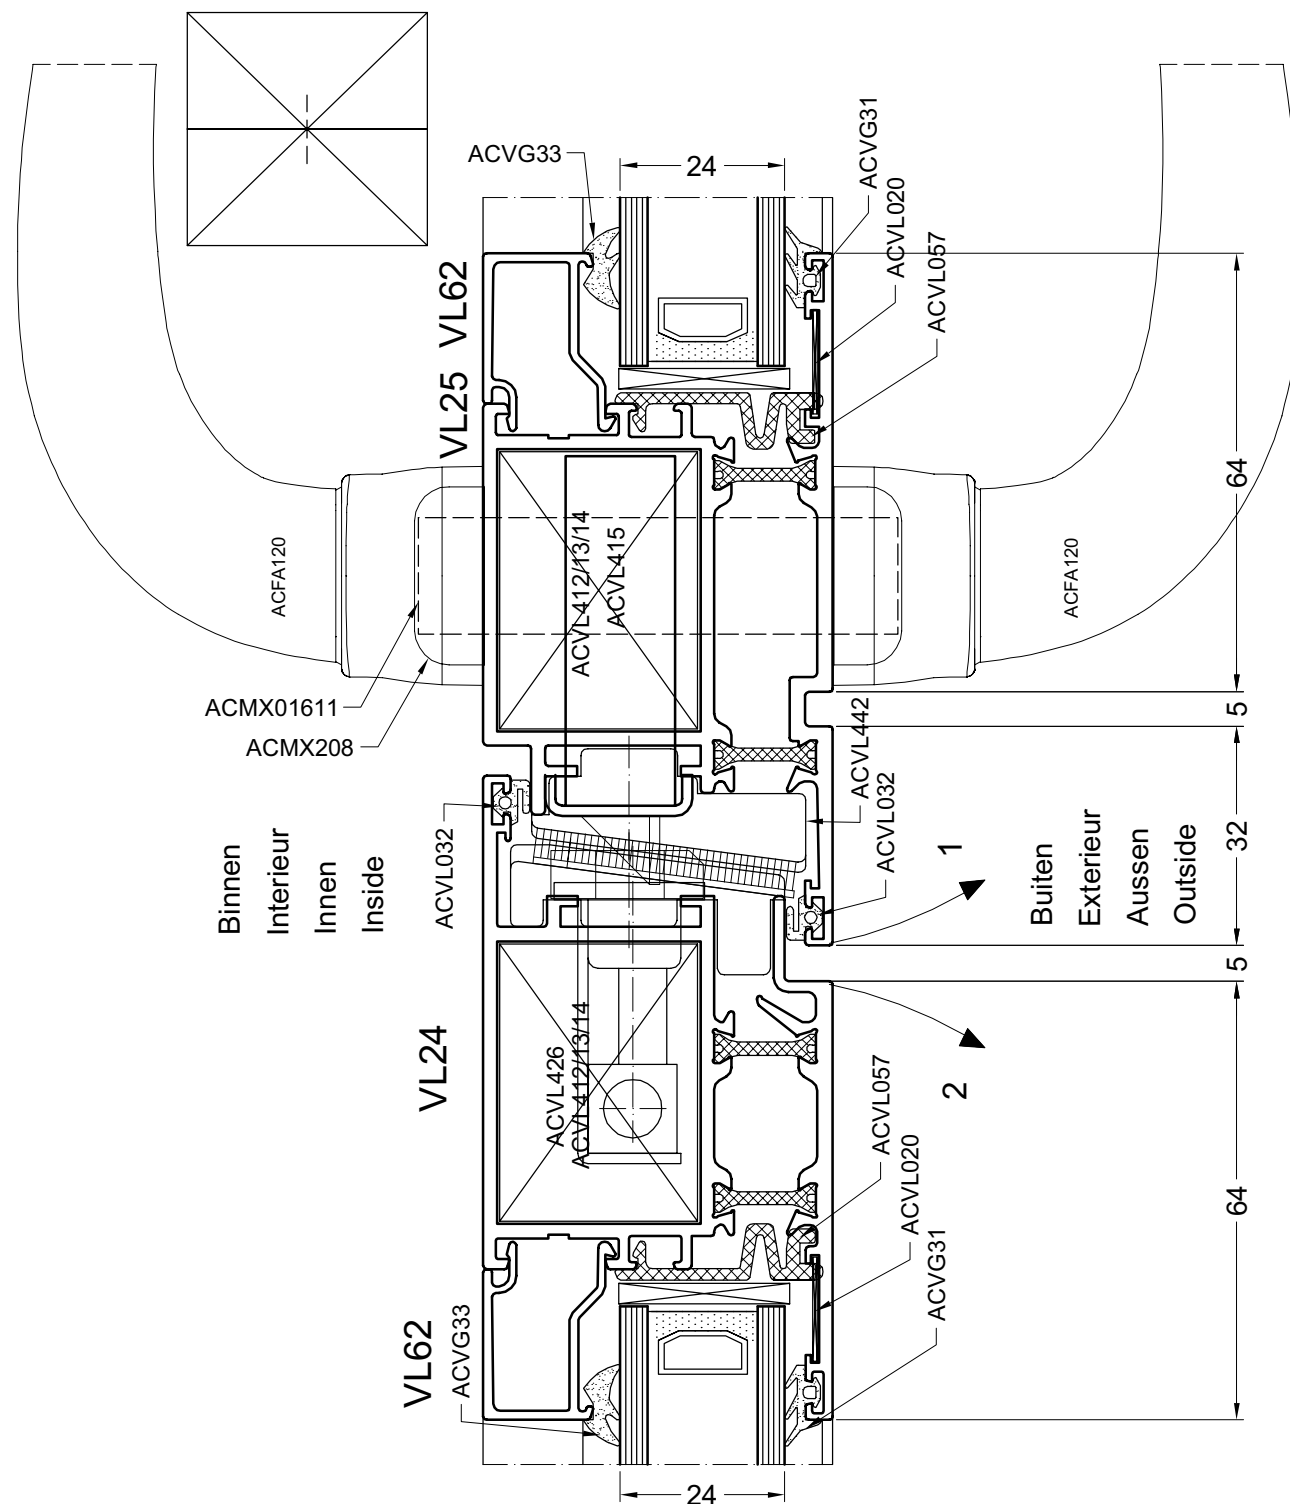 24
ACVG33
ACVG31
ACVL020
ACVL057
VL25 VL62
64
ACVL412/13/14
ACVL415
ACFA120
ACFA120
ACMX01611
ACMX208
5
ACVL442
ACVL032
ACVL032
Binnen
Interieur
Innen
Inside
1
Buiten
Exterieur
Aussen
Outside
32
5
VL24
ACVL426
ACVL412/13/14
2
ACVL057
ACVL020
ACVG31
64
VL62
ACVG33
24